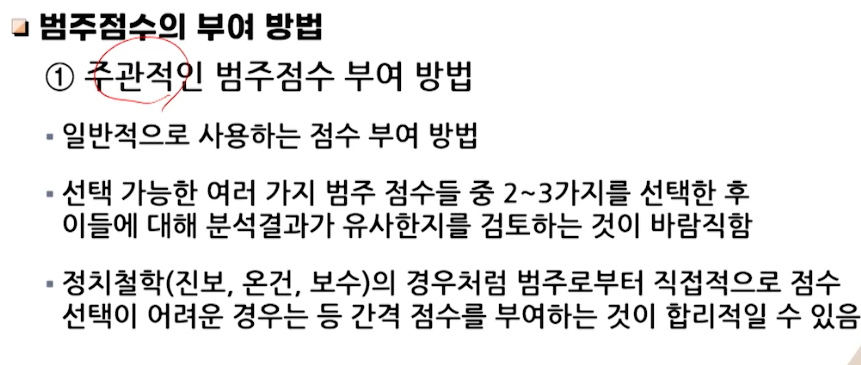 범주점수의 부여 방법
① 주관적인 범주점수 부여 방법
▪ 일반적으로 사용하는 점수 부여 방법
▪ 선택 가능한 여러 가지 범주 점수들 중 2~3가지를 선택한 후
이들에 대해 분석결과가 유사한지를 검토하는 것이 바람직함
▪ 정치철학(진보, 온건, 보수)의 경우처럼 범주로부터 직접적으로 점수
선택이 어려운 경우는 등 간격 점수를 부여하는 것이 합리적일 수 있음